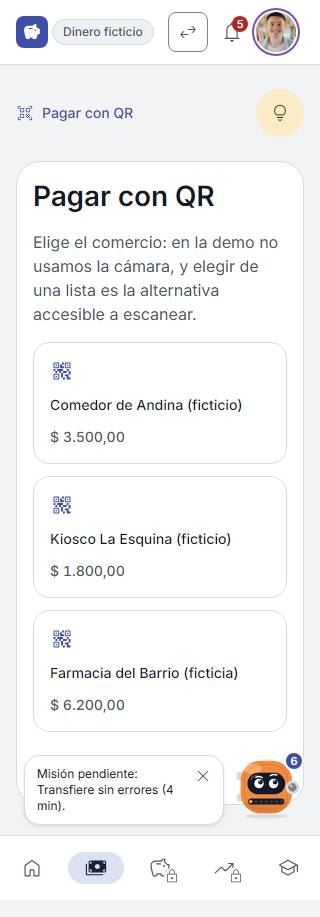 Dinero ficticio
5
Pagar con QR
Pagar con QR
Elige el comercio: en la demo no
usamos la cámara, y elegir de
una lista es la alternativa
accesible a escanear.
Comedor de Andina (ficticio)
$ 3.500,00
Kiosco La Esquina (ficticio)
$ 1.800,00
Farmacia del Barrio (ficticia)
$ 6.200,00
Misión pendiente:
Transfiere sin errores (4
min).
6